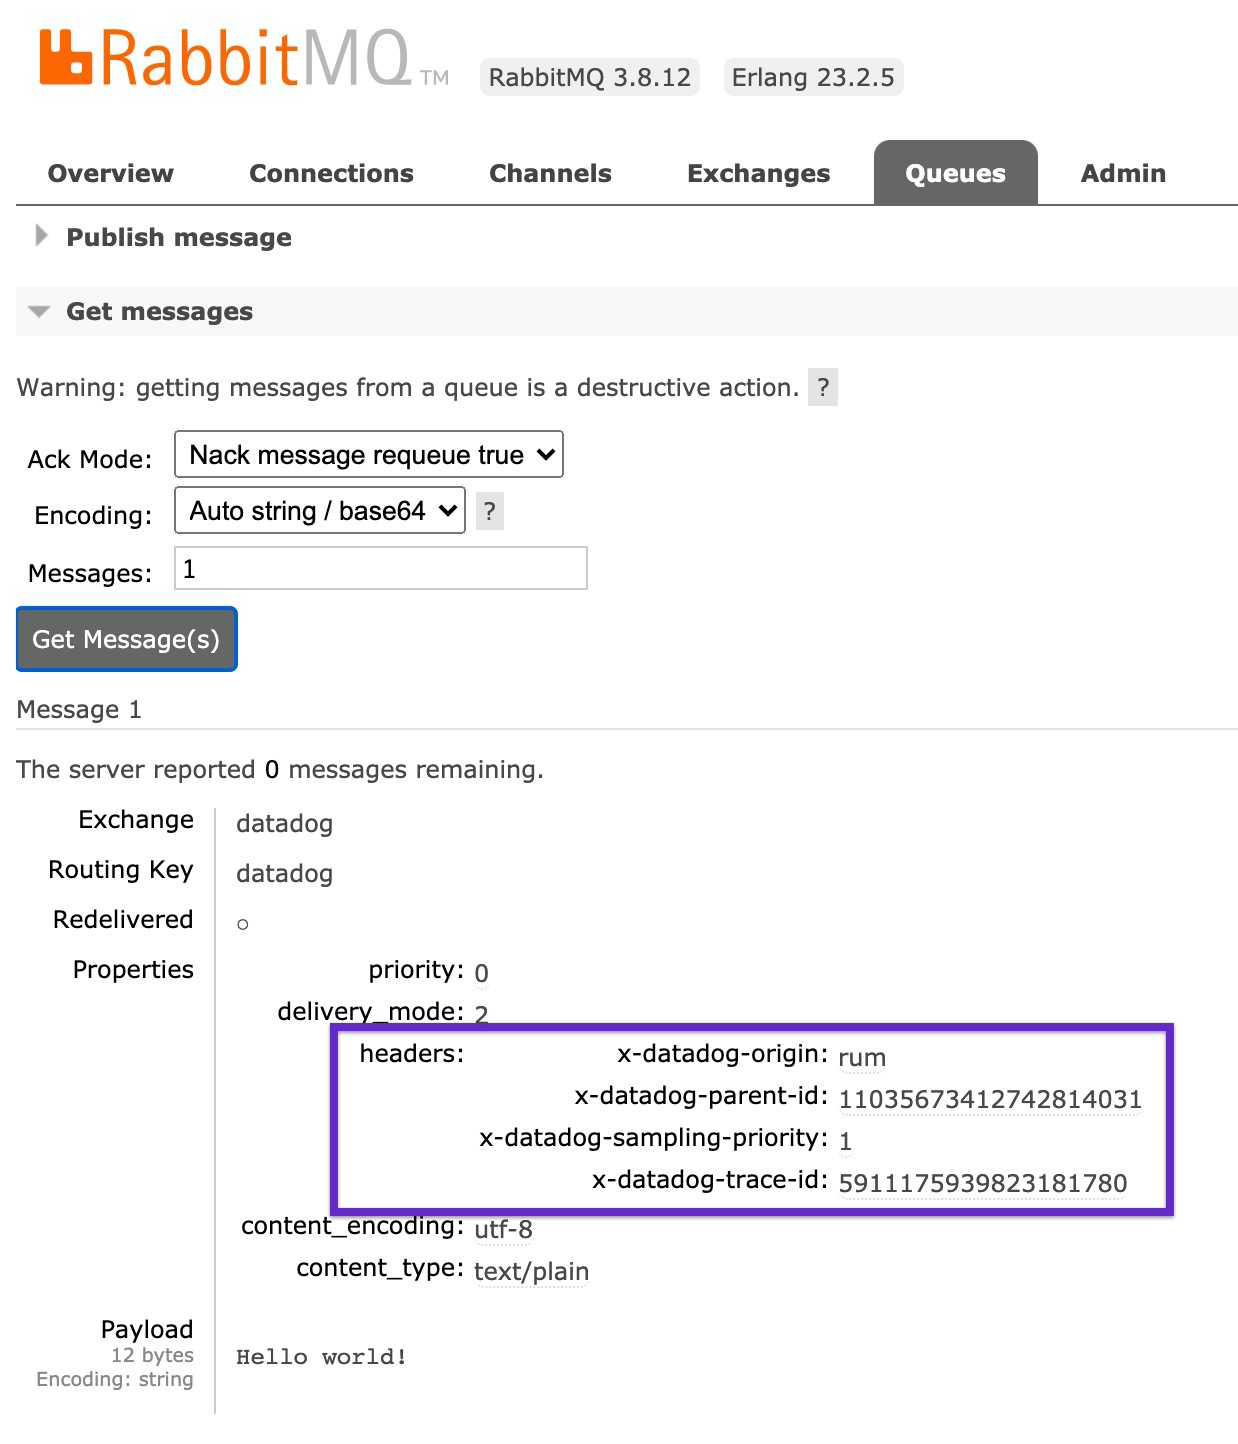 RabbitMQ TM RabbitMQ 3.8.12 Erlang 23.2.5
Overview Connections Channels Exchanges Queues Admin
Publish message
Get messages
Warning: getting messages from a queue is a destructive action. ?
Ack Mode: Nack message requeue true
Encoding: Auto string / base64 ?
Messages: 1
Get Message(s)
Message 1
The server reported 0 messages remaining.
Exchange datadog
Routing Key datadog
Redelivered ○
Properties priority: 0
delivery_mode: 2
headers: x-datadog-origin: rum
x-datadog-parent-id: 11035673412742814031
x-datadog-sampling-priority: 1
x-datadog-trace-id: 5911175939823181780
content_encoding: utf-8
content_type: text/plain
Payload
12 bytes
Encoding: string
Hello world!